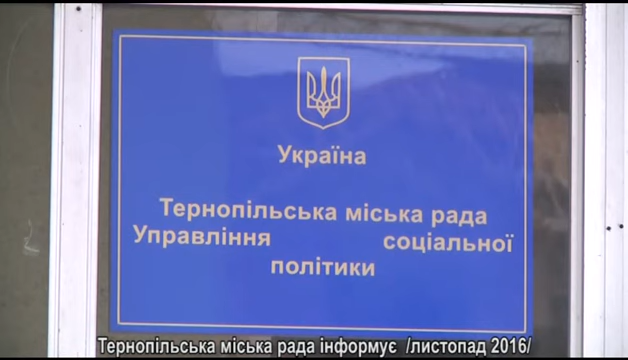 Україна
Тернопільська міська рада
Управління соціальної
політики
Тернопільська міська рада інформує /листопад 2016/